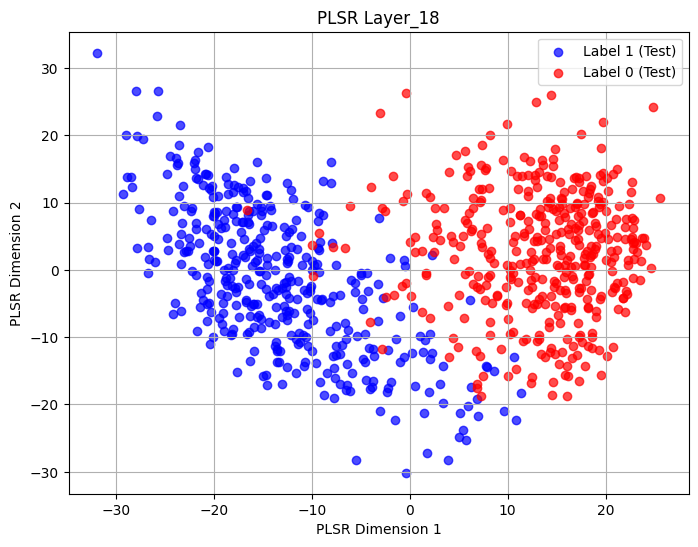 PLSR Layer_18
Label 1 (Test)
Label 0 (Test)
30
20
10
0
−10
−20
−30
PLSR Dimension 2
−30
−20
−10
0
10
20
PLSR Dimension 1